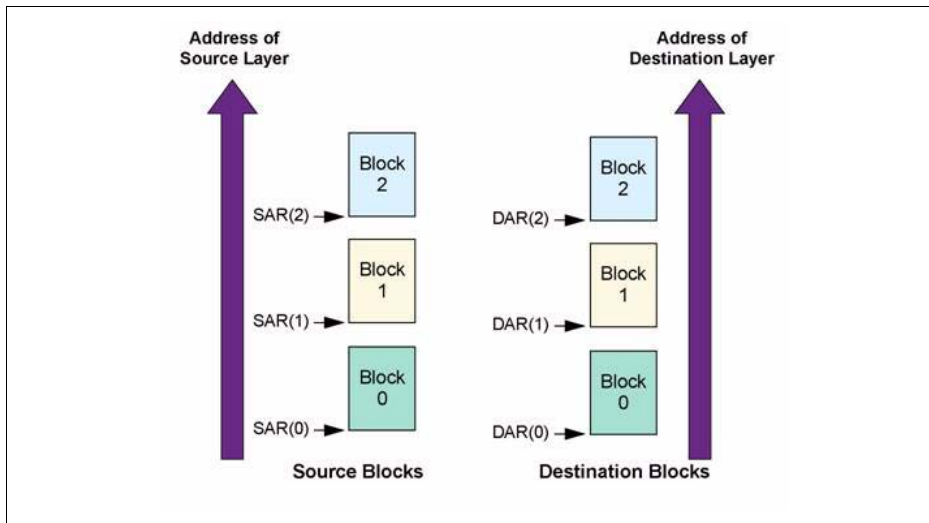 Address of
Source Layer
Address of
Destination Layer
Block
2
Block
2
SAR(2)
DAR(2)
Block
1
Block
1
SAR(1)
DAR(1)
Block
0
Block
0
SAR(0)
DAR(0)
Source Blocks
Destination Blocks